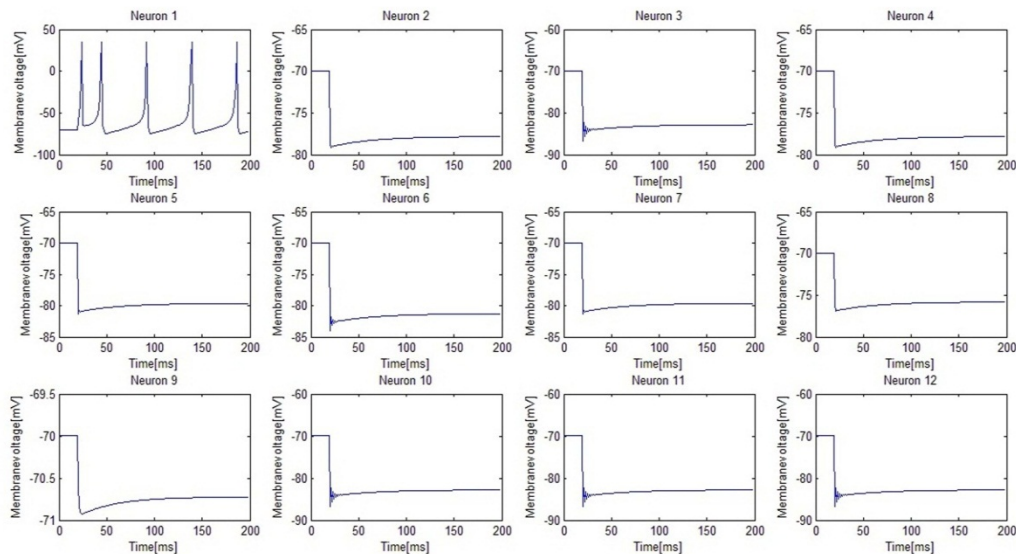 Neuron 1
Neuron 2
Neuron 3
Neuron 4
Membranevoltage[mV]
50
0
-50
-100
0 50 100 150 200
Time[ms]
Membranevoltage[mV]
-65
-70
-75
-80
0 50 100 150 200
Time[ms]
Membranevoltage[mV]
-60
-70
-80
-90
0 50 100 150 200
Time[ms]
Membranevoltage[mV]
-65
-70
-75
-80
0 50 100 150 200
Time[ms]
Neuron 5
Neuron 6
Neuron 7
Neuron 8
Membranevoltage[mV]
-65
-70
-75
-80
-85
0 50 100 150 200
Time[ms]
Membranevoltage[mV]
-65
-70
-75
-80
-85
0 50 100 150 200
Time[ms]
Membranevoltage[mV]
-65
-70
-75
-80
-85
0 50 100 150 200
Time[ms]
Membranevoltage[mV]
-65
-70
-75
-80
0 50 100 150 200
Time[ms]
Neuron 9
Neuron 10
Neuron 11
Neuron 12
Membranevoltage[mV]
-69.5
-70
-70.5
-71
0 50 100 150 200
Time[ms]
Membranevoltage[mV]
-60
-70
-80
-90
0 50 100 150 200
Time[ms]
Membranevoltage[mV]
-60
-70
-80
-90
0 50 100 150 200
Time[ms]
Membranevoltage[mV]
-60
-70
-80
-90
0 50 100 150 200
Time[ms]